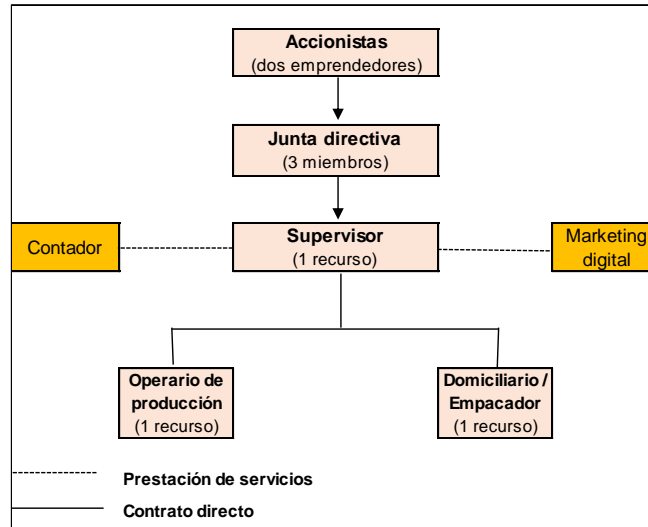 Accionistas
(dos emprendedores)
Junta directiva
(3 miembros)
Contador
Supervisor
(1 recurso)
Marketing
digital
Operario de
producción
(1 recurso)
Domiciliario /
Empacador
(1 recurso)
Prestación de servicios
Contrato directo